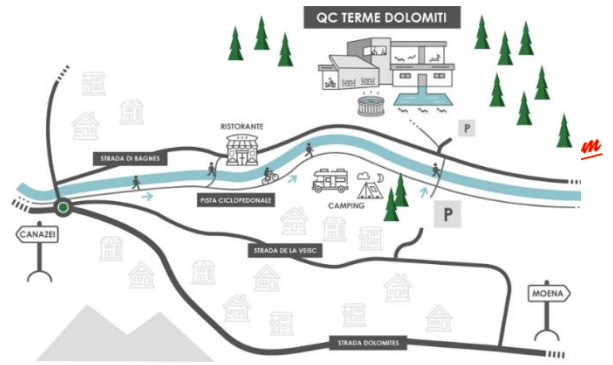 QC TERME DOLOMITI
P
RISTORANTE
STRADA DI BAGNES
m
PISTA CICLOPEDONALE
CAMPING
P
CANAZEI
STRADA DE LA VEISC
MOENA
STRADA DOLOMITES